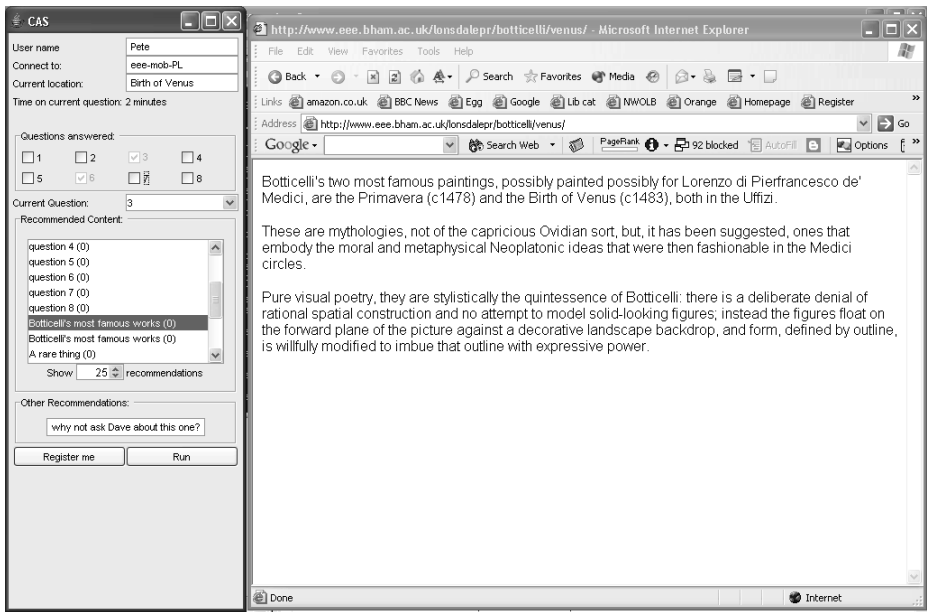 CAS
User name Pete
Connect to: eee-mob-PL
Current location: Birth of Venus
Time on current question: 2 minutes
Questions answered:
1 2 3 4
5 6 7 8
Current Question: 3
Recommended Content:
question 4 (0)
question 5 (0)
question 6 (0)
question 7 (0)
question 8 (0)
Botticelli's most famous works (0)
Botticelli's most famous works (0)
A rare thing (0)
Show 25 recommendations
Other Recommendations:
why not ask Dave about this one?
Register me Run
http://www.eee.bham.ac.uk/lonsdalepr/botticelli/venus/ - Microsoft Internet Explorer
File Edit View Favorites Tools Help
Back Search Favorites Media
Links amazon.co.uk BBC News Egg Google Lib cat NWOLB Orange Homepage Register »
Address http://www.eee.bham.ac.uk/lonsdalepr/botticelli/venus/ Go
Google Search Web PageRank 92 blocked AutoFill Options »
Botticelli's two most famous paintings, possibly painted possibly for Lorenzo di Pierfrancesco de'
Medici, are the Primavera (c1478) and the Birth of Venus (c1483), both in the Uffizi.
These are mythologies, not of the capricious Ovidian sort, but, it has been suggested, ones that
embody the moral and metaphysical Neoplatonic ideas that were then fashionable in the Medici
circles.
Pure visual poetry, they are stylistically the quintessence of Botticelli: there is a deliberate denial of
rational spatial construction and no attempt to model solid-looking figures; instead the figures float on
the forward plane of the picture against a decorative landscape backdrop, and form, defined by outline,
is willfully modified to imbue that outline with expressive power.
Done Internet